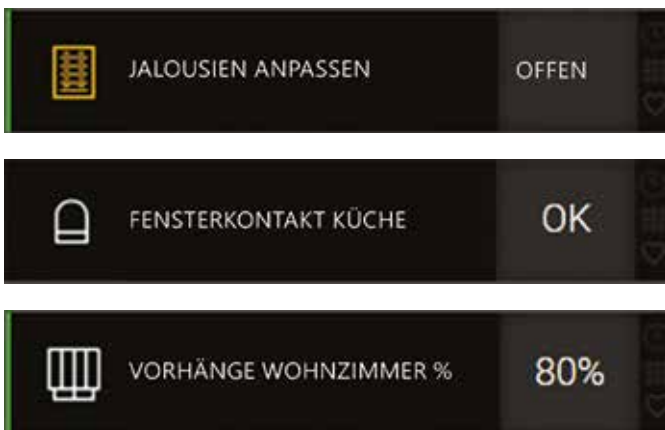 JALOUSIEN ANPASSEN OFFEN
FENSTERKONTAKT KÜCHE OK
VORHÄNGE WOHNZIMMER % 80%